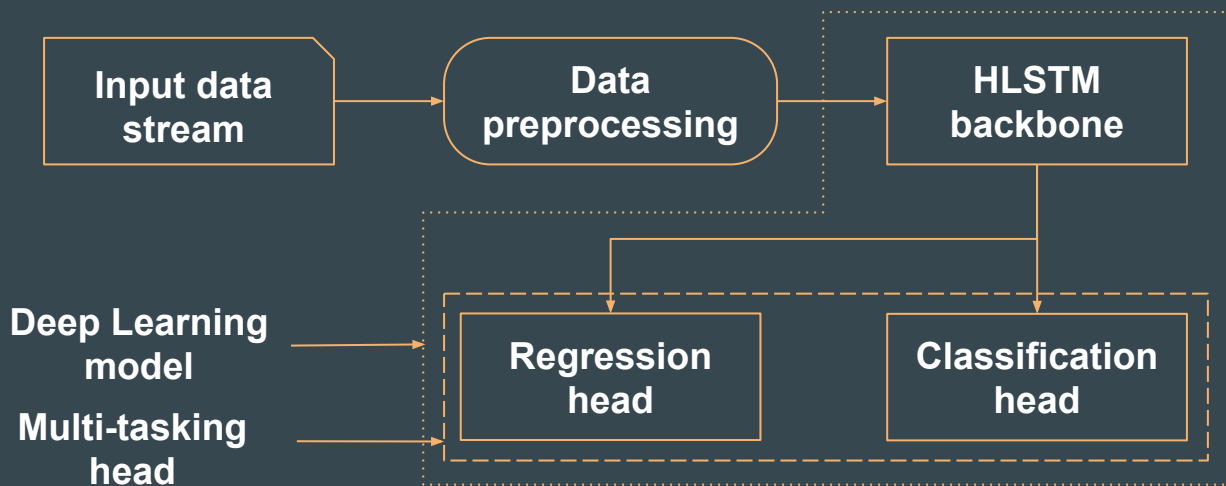 Input data
stream
Data
preprocessing
HLSTM
backbone
Deep Learning
model
Regression
head
Classification
head
Multi-tasking
head